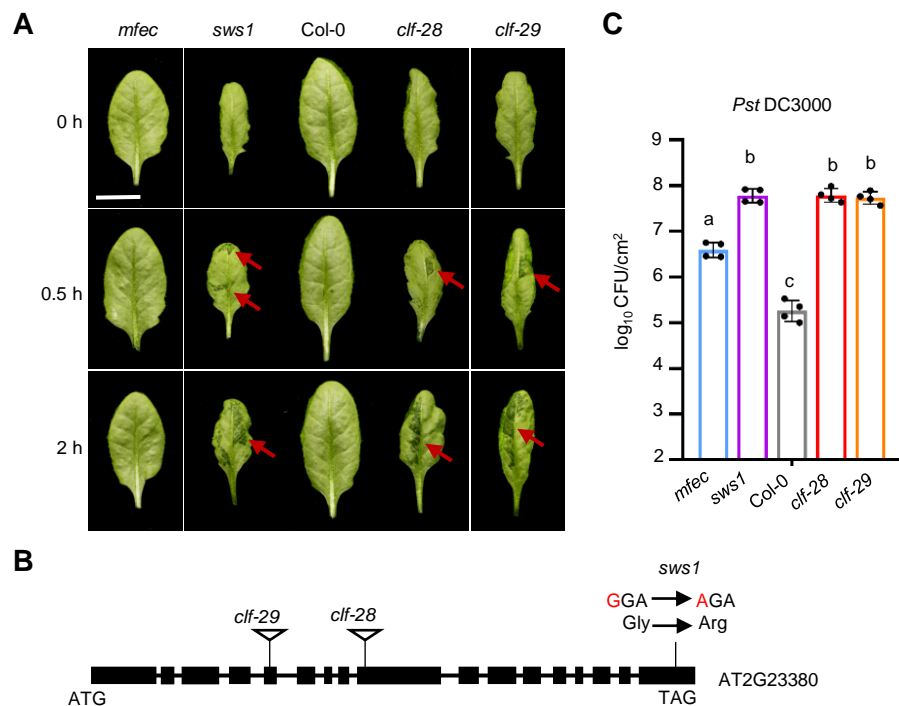 A
mfec sws1 Col-0 clf-28 clf-29
0 h
0.5 h
2 h
C
Pst DC3000
log10 CFU/cm2
9
8
7
6
5
4
3
2
a
b
c
b
b
mfec
sws1
Col-0
clf-28
clf-29
B
sws1
GGA AGA
Gly Arg
clf-29 clf-28
ATG TAG
AT2G23380